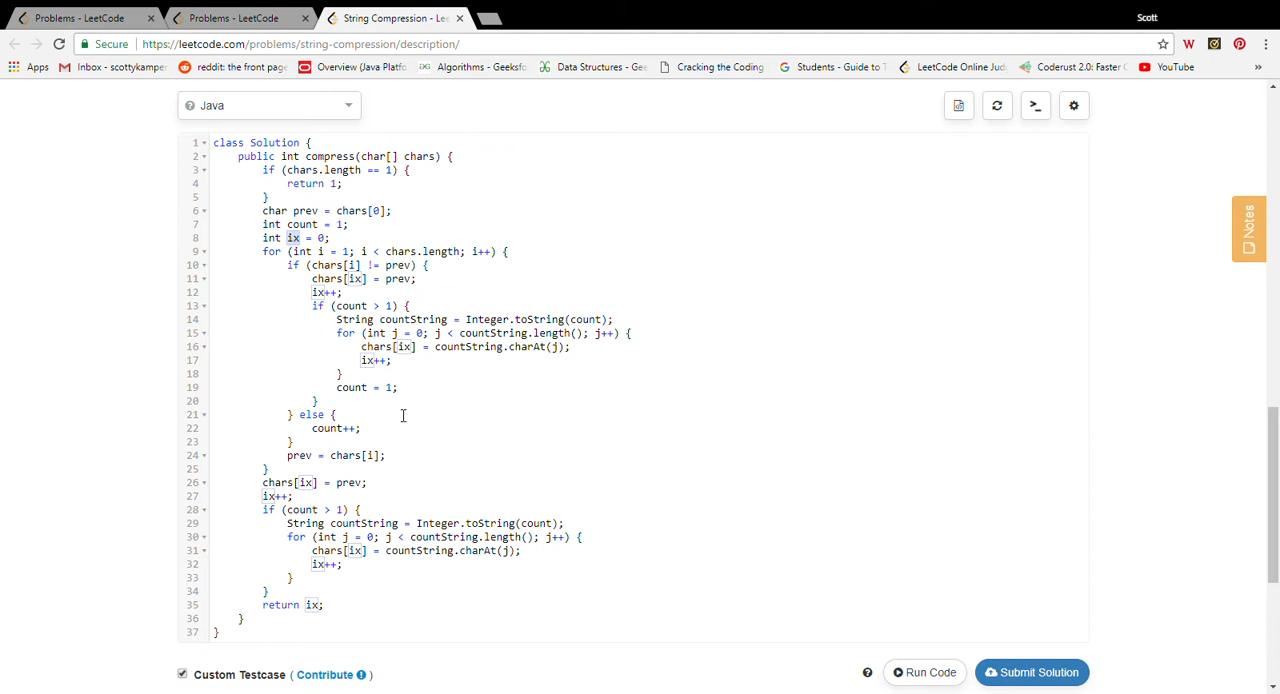 Problems - LeetCode
Problems - LeetCode
String Compression - Lee
Scott
Secure
https://leetcode.com/problems/string-compression/description/
Apps
Inbox - scottykamper
reddit: the front page
Overview (Java Platfo
Algorithms - Geeksfo
Data Structures - Gee
Cracking the Coding
Students - Guide to T
LeetCode Online Jud
Coderust 2.0: Faster C
YouTube
»
Java
1 class Solution {
2 public int compress(char[] chars) {
3 if (chars.length == 1) {
4 return 1;
5 }
6 char prev = chars[0];
7 int count = 1;
8 int ix = 0;
9 for (int i = 1; i < chars.length; i++) {
10 if (chars[i] != prev) {
11 chars[ix] = prev;
12 ix++;
13 if (count > 1) {
14 String countString = Integer.toString(count);
15 for (int j = 0; j < countString.length(); j++) {
16 chars[ix] = countString.charAt(j);
17 ix++;
18 }
19 count = 1;
20 }
21 } else {
22 count++;
23 }
24 prev = chars[i];
25 }
26 chars[ix] = prev;
27 ix++;
28 if (count > 1) {
29 String countString = Integer.toString(count);
30 for (int j = 0; j < countString.length(); j++) {
31 chars[ix] = countString.charAt(j);
32 ix++;
33 }
34 }
35 return ix;
36 }
37 }
Notes
Custom Testcase ( Contribute )
Run Code
Submit Solution